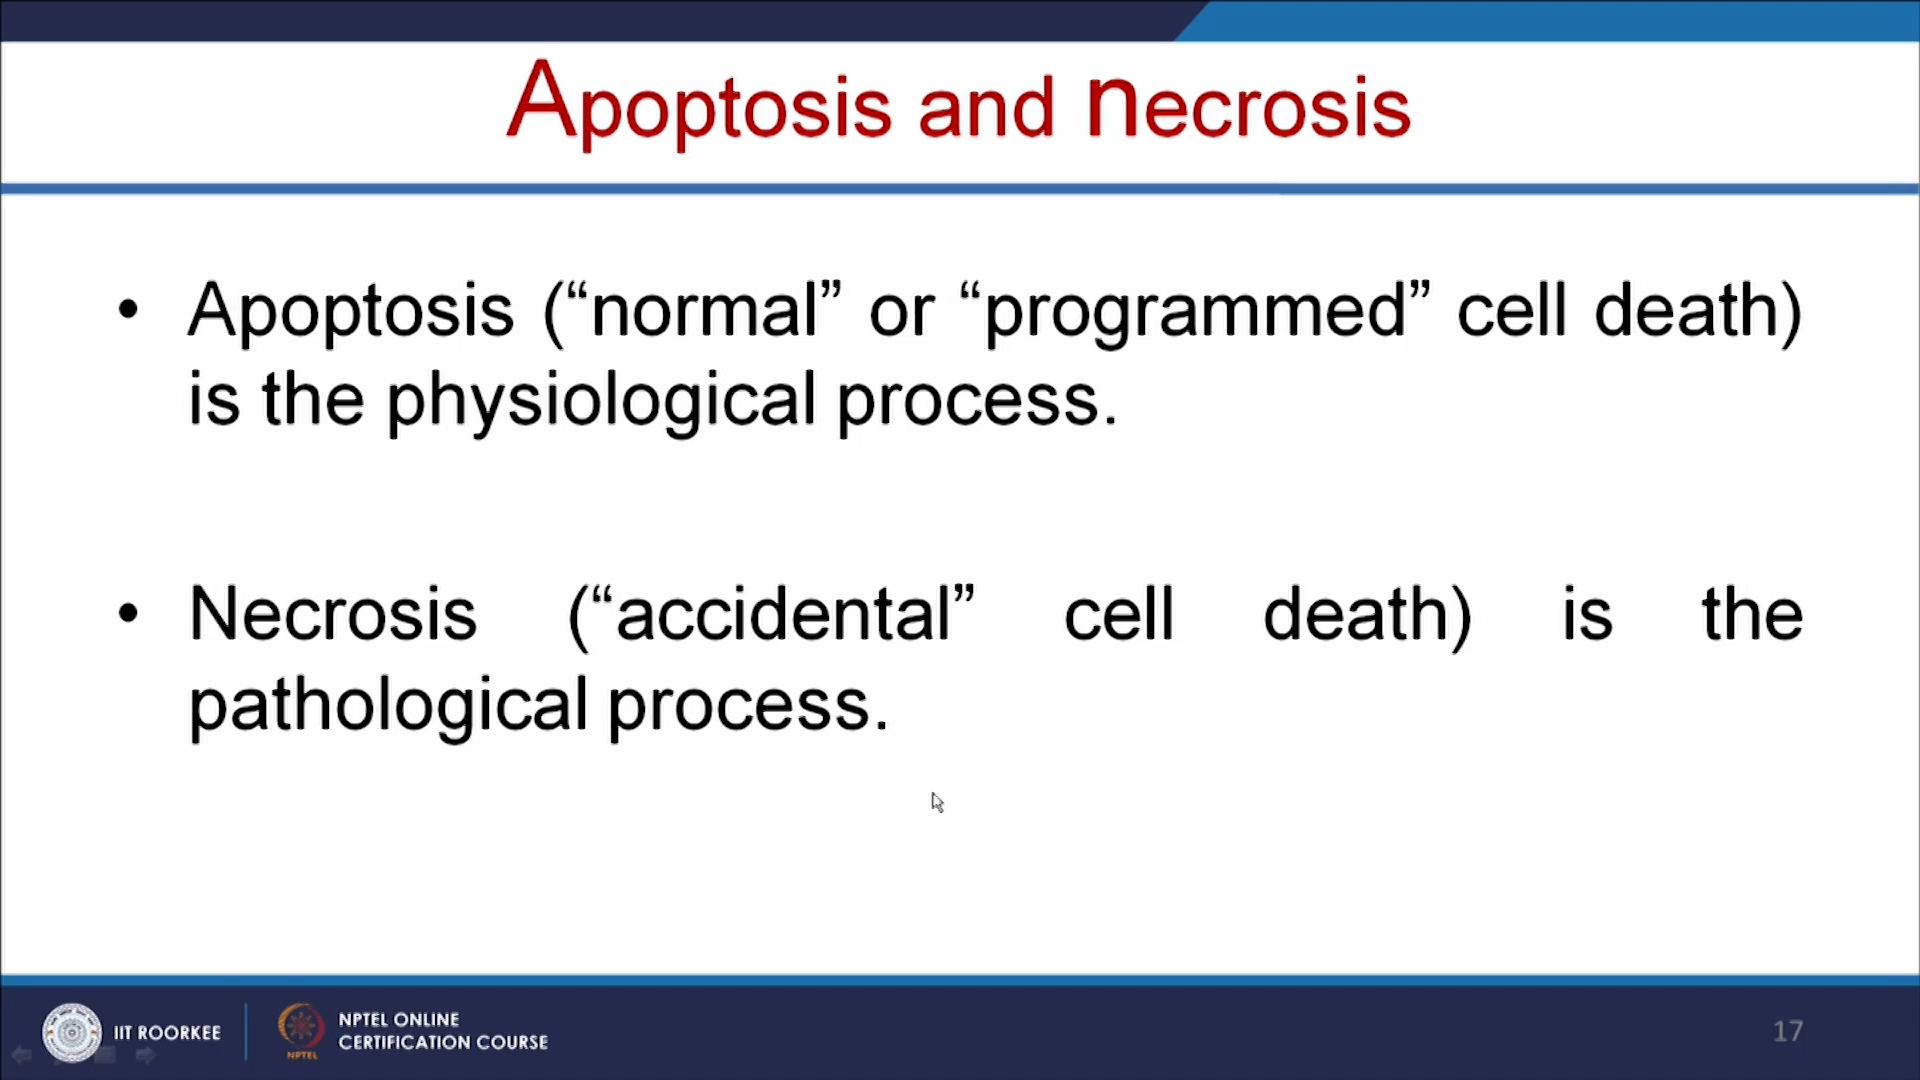 Apoptosis and necrosis
• Apoptosis (“normal” or “programmed” cell death)
is the physiological process.
• Necrosis (“accidental” cell death) is the
pathological process.
IIT ROORKEE
NPTEL
NPTEL ONLINE
CERTIFICATION COURSE
17